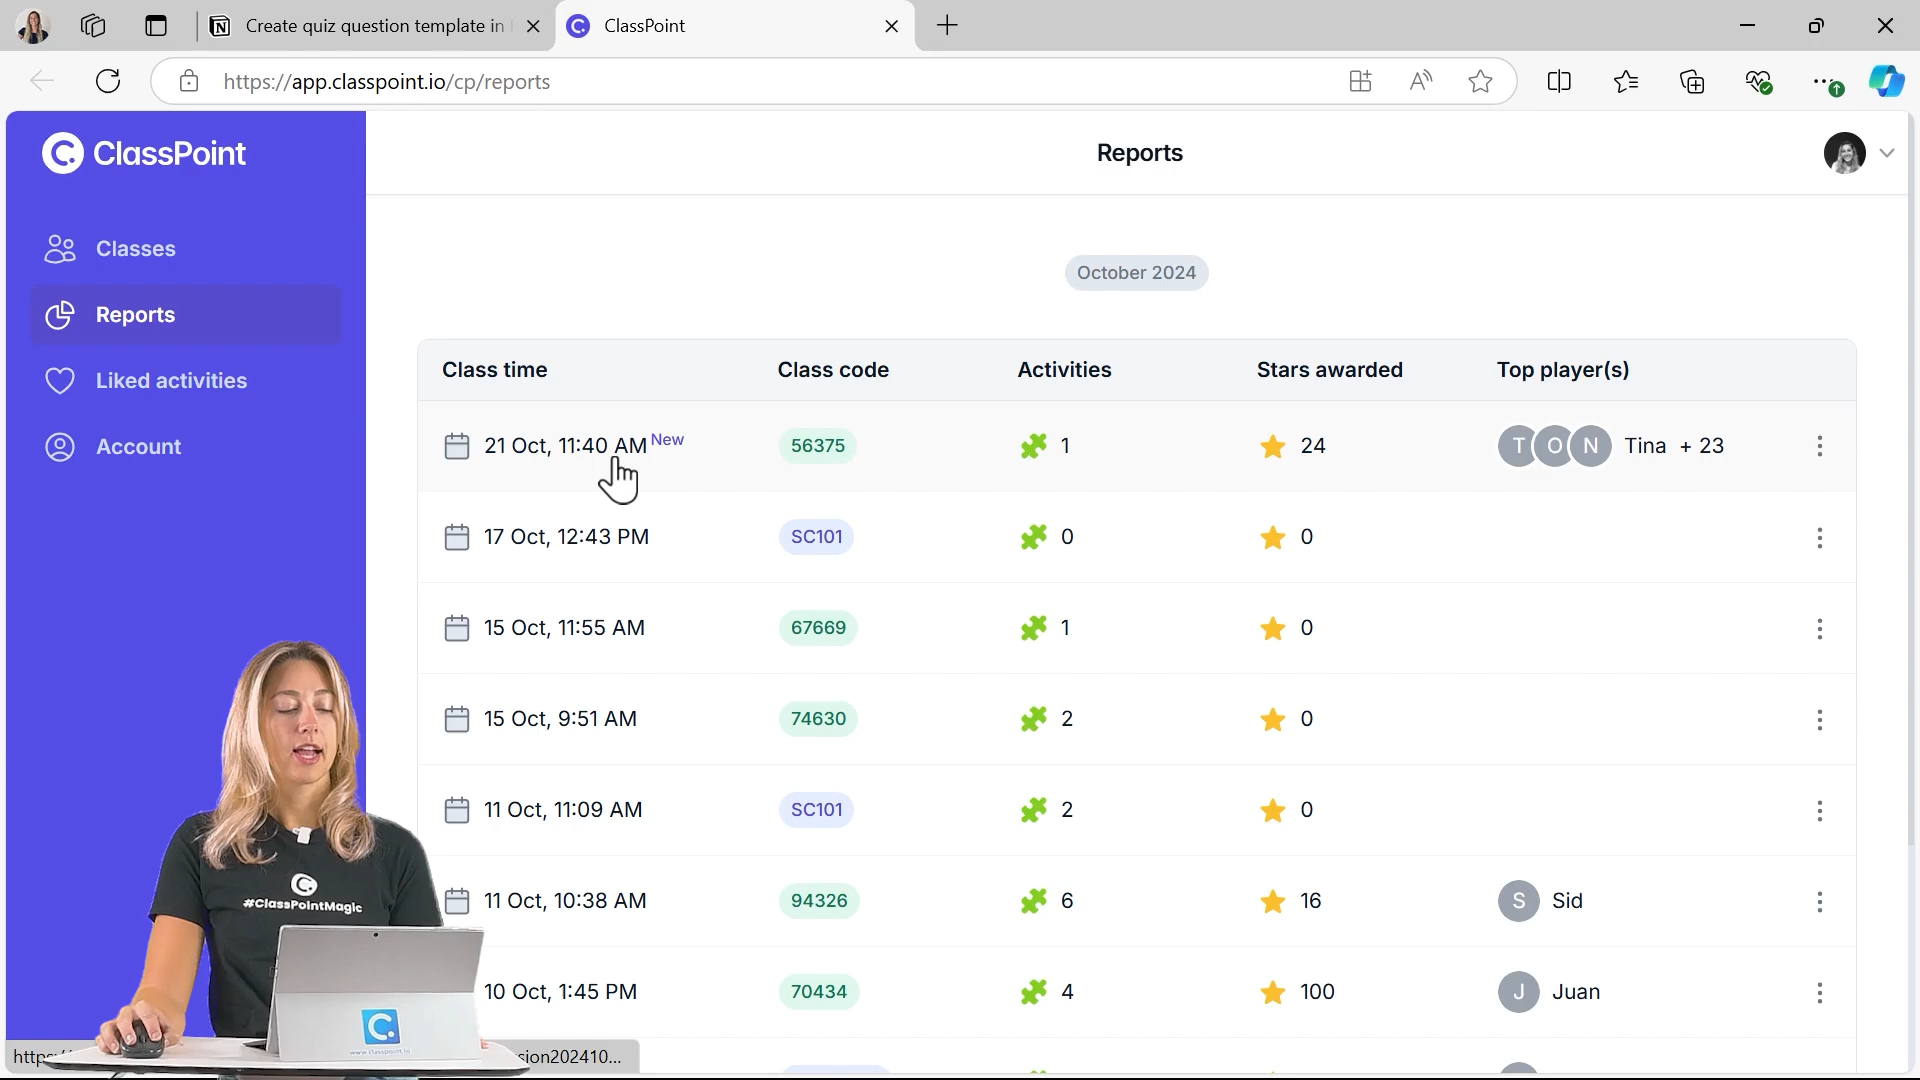 Create quiz question template in
ClassPoint
https://app.classpoint.io/cp/reports
ClassPoint
Reports
Classes
Reports
Liked activities
Account
October 2024
Class time Class code Activities Stars awarded Top player(s)
21 Oct, 11:40 AM New 56375 1 24 T O N Tina + 23
17 Oct, 12:43 PM SC101 0 0
15 Oct, 11:55 AM 67669 1 0
15 Oct, 9:51 AM 74630 2 0
11 Oct, 11:09 AM SC101 2 0
11 Oct, 10:38 AM 94326 6 16 S Sid
10 Oct, 1:45 PM 70434 4 100 J Juan
#ClassPointMagic
C.
www.classpoint.io
sion202410...